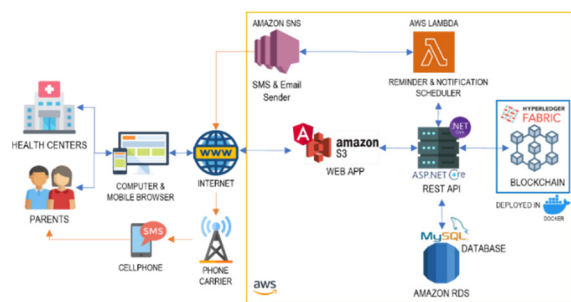 AMAZON SNS
SMS & Email
Sender
AWS LAMBDA
REMINDER & NOTIFICATION
SCHEDULER
HEALTH CENTERS
PARENTS
COMPUTER &
MOBILE BROWSER
WWW
INTERNET
amazon
S3
WEB APP
.NET
Core
ASP.NET Core
REST API
HYPERLEDGER
FABRIC
BLOCKCHAIN
DEPLOYED IN
docker
SMS
CELLPHONE
PHONE
CARRIER
MySQL
DATABASE
AMAZON RDS
aws